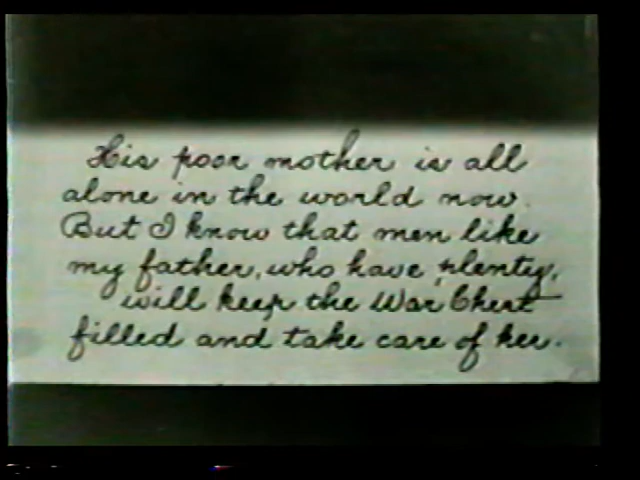 His poor mother is all
alone in the world now.
But I know that men like
my father, who have plenty,
will keep the War Chest
filled and take care of her.